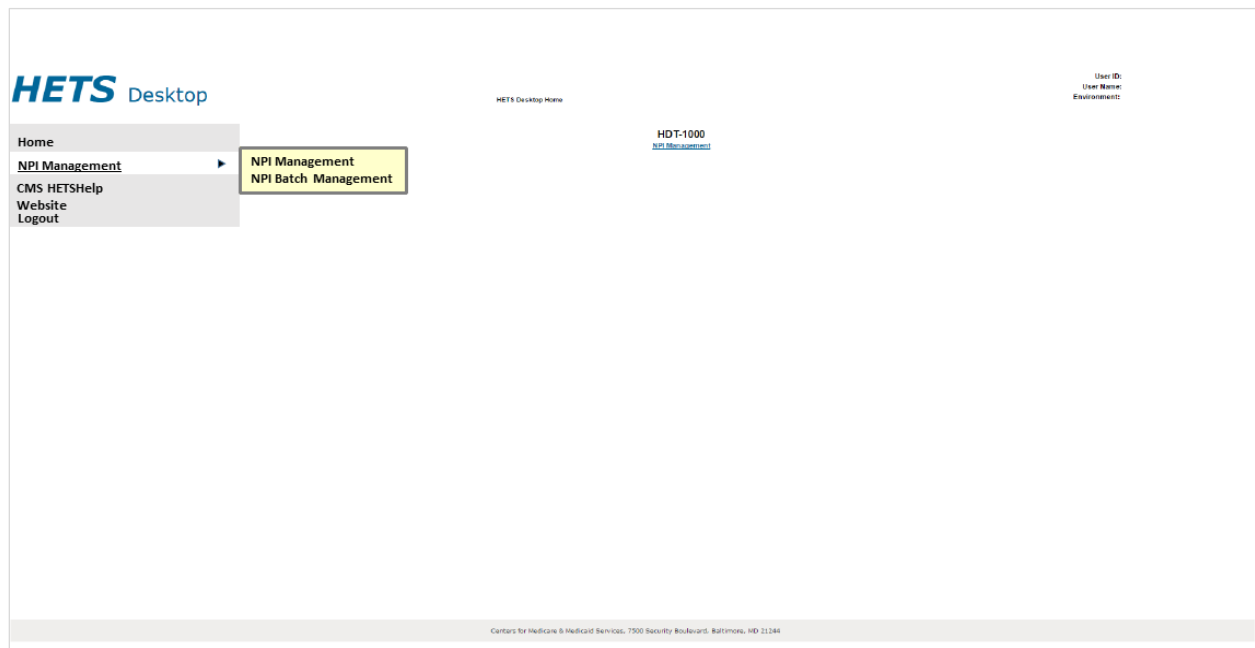 HETS Desktop
HETS Desktop Home
User ID:
User Name:
Environment:
Home
NPI Management
CMS HETSHelp
Website
Logout
NPI Management
NPI Batch Management
HDT-1000
NPI Management
Centers for Medicare & Medicaid Services, 7500 Security Boulevard, Baltimore, MD 21244